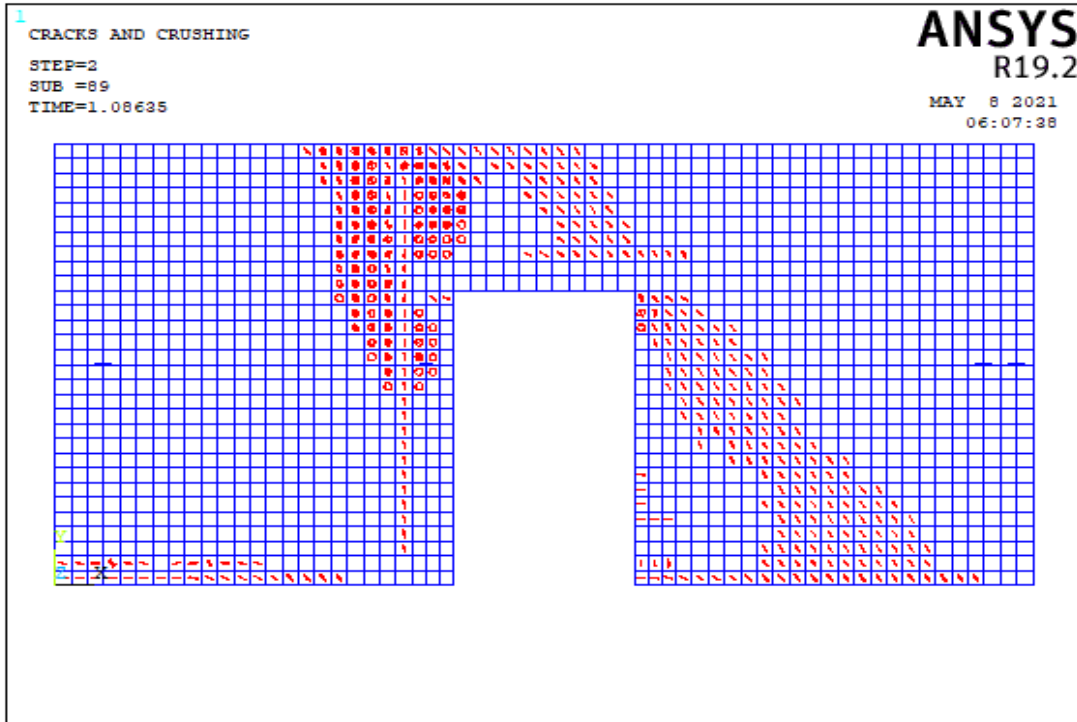 1
CRACKS AND CRUSHING
STEP=2
SUB =89
TIME=1.08635
ANSYS
R19.2
MAY 8 2021
06:07:38
Y
Z X